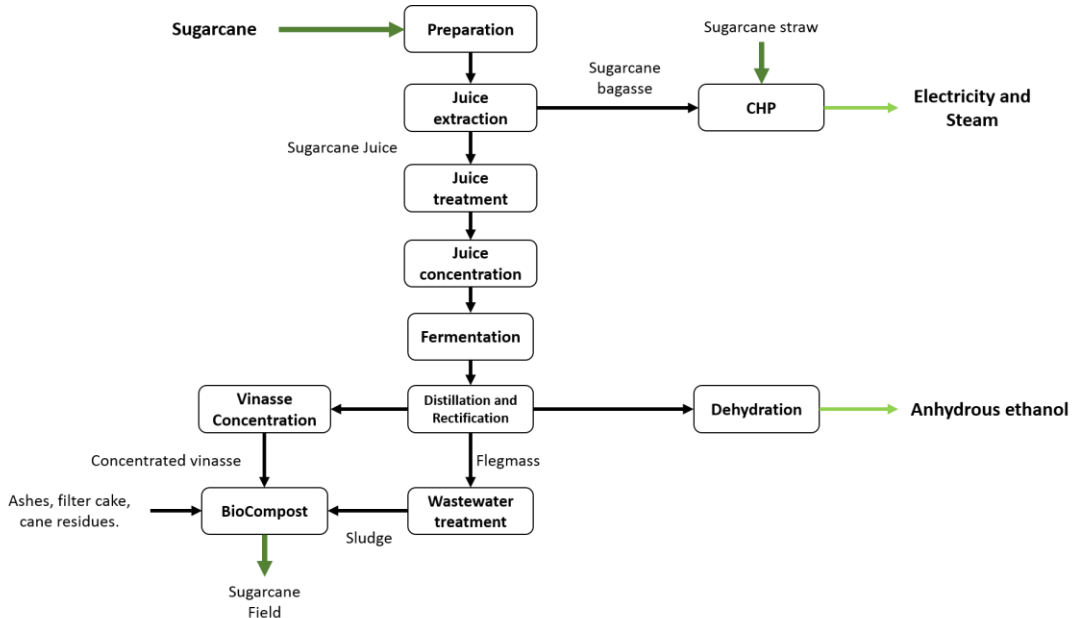 Sugarcane
Preparation
Sugarcane straw
Sugarcane
bagasse
Juice
extraction
CHP
Electricity and
Steam
Sugarcane Juice
Juice
treatment
Juice
concentration
Fermentation
Vinasse
Concentration
Distillation and
Rectification
Dehydration
Anhydrous ethanol
Concentrated vinasse
Flegmass
Ashes, filter cake,
cane residues.
BioCompost
Wastewater
treatment
Sludge
Sugarcane
Field